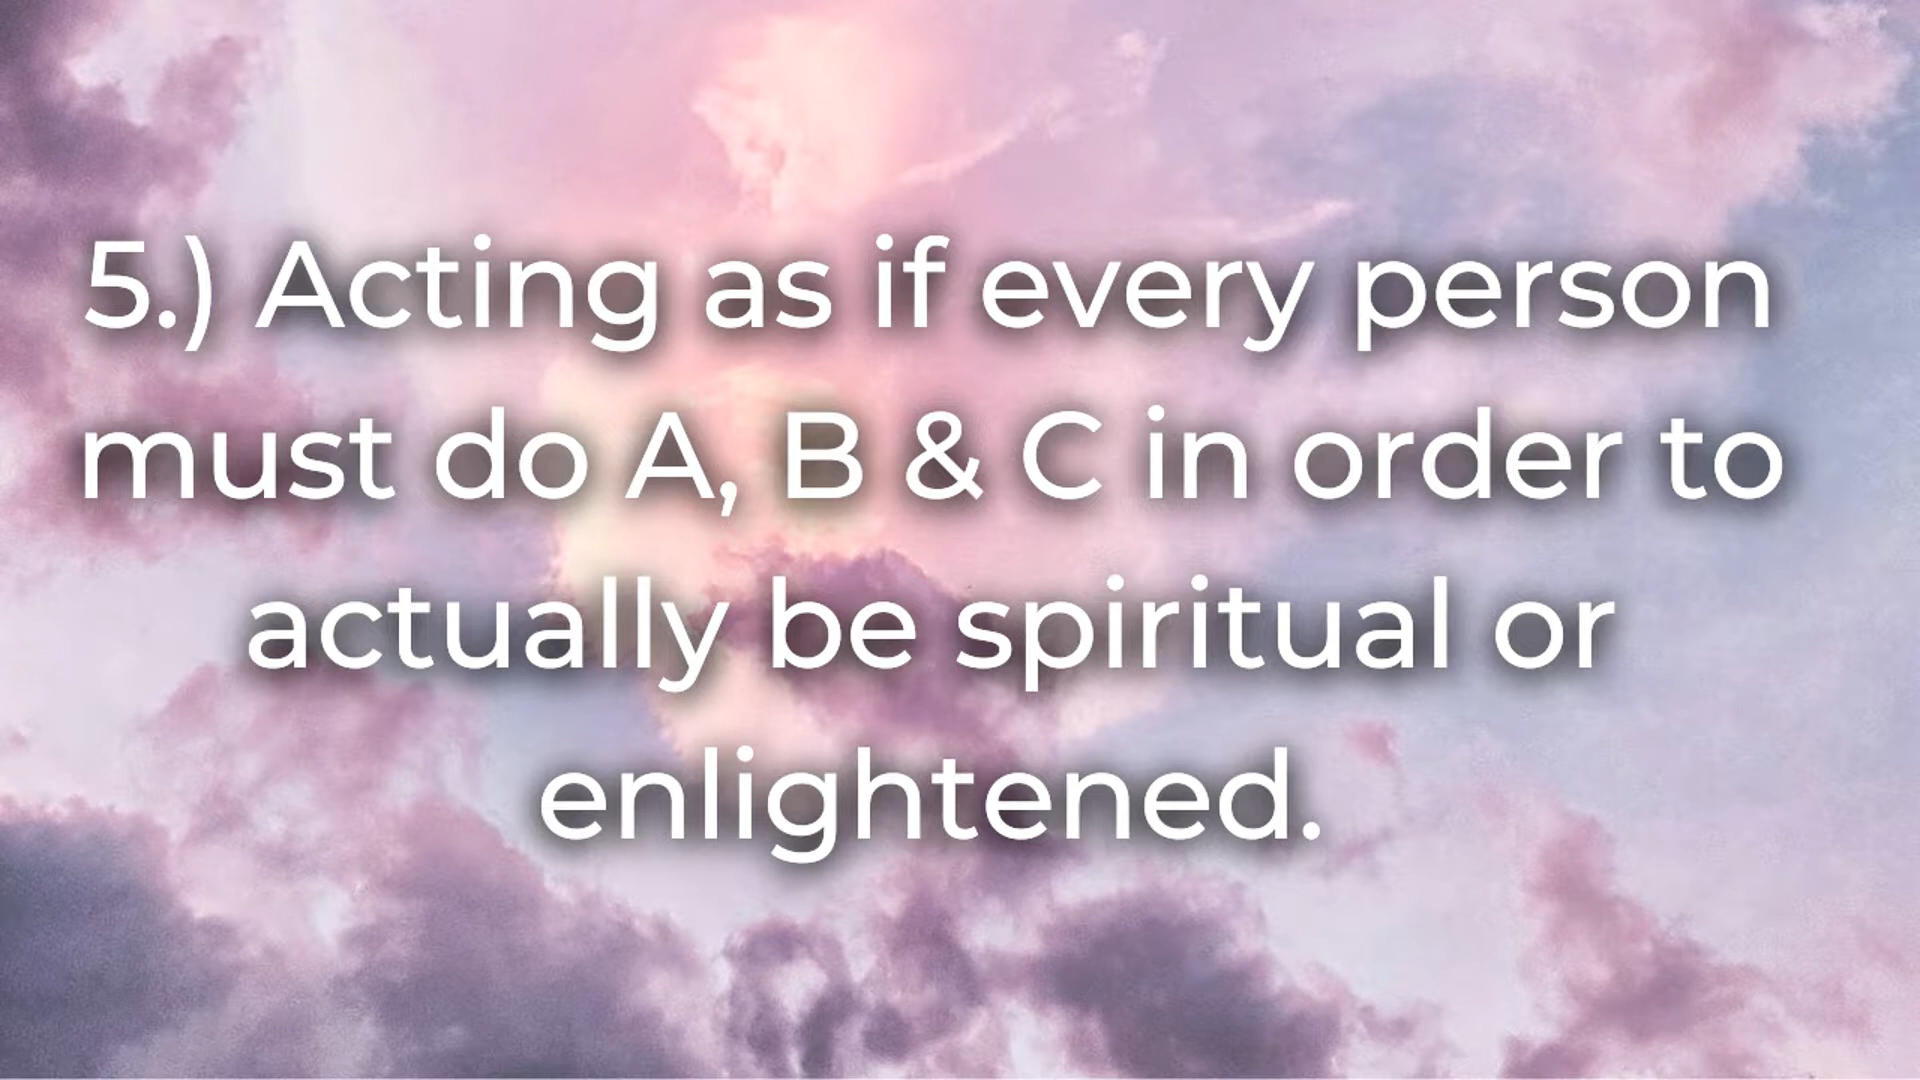 5.) Acting as if every person
must do A, B & C in order to
actually be spiritual or
enlightened.